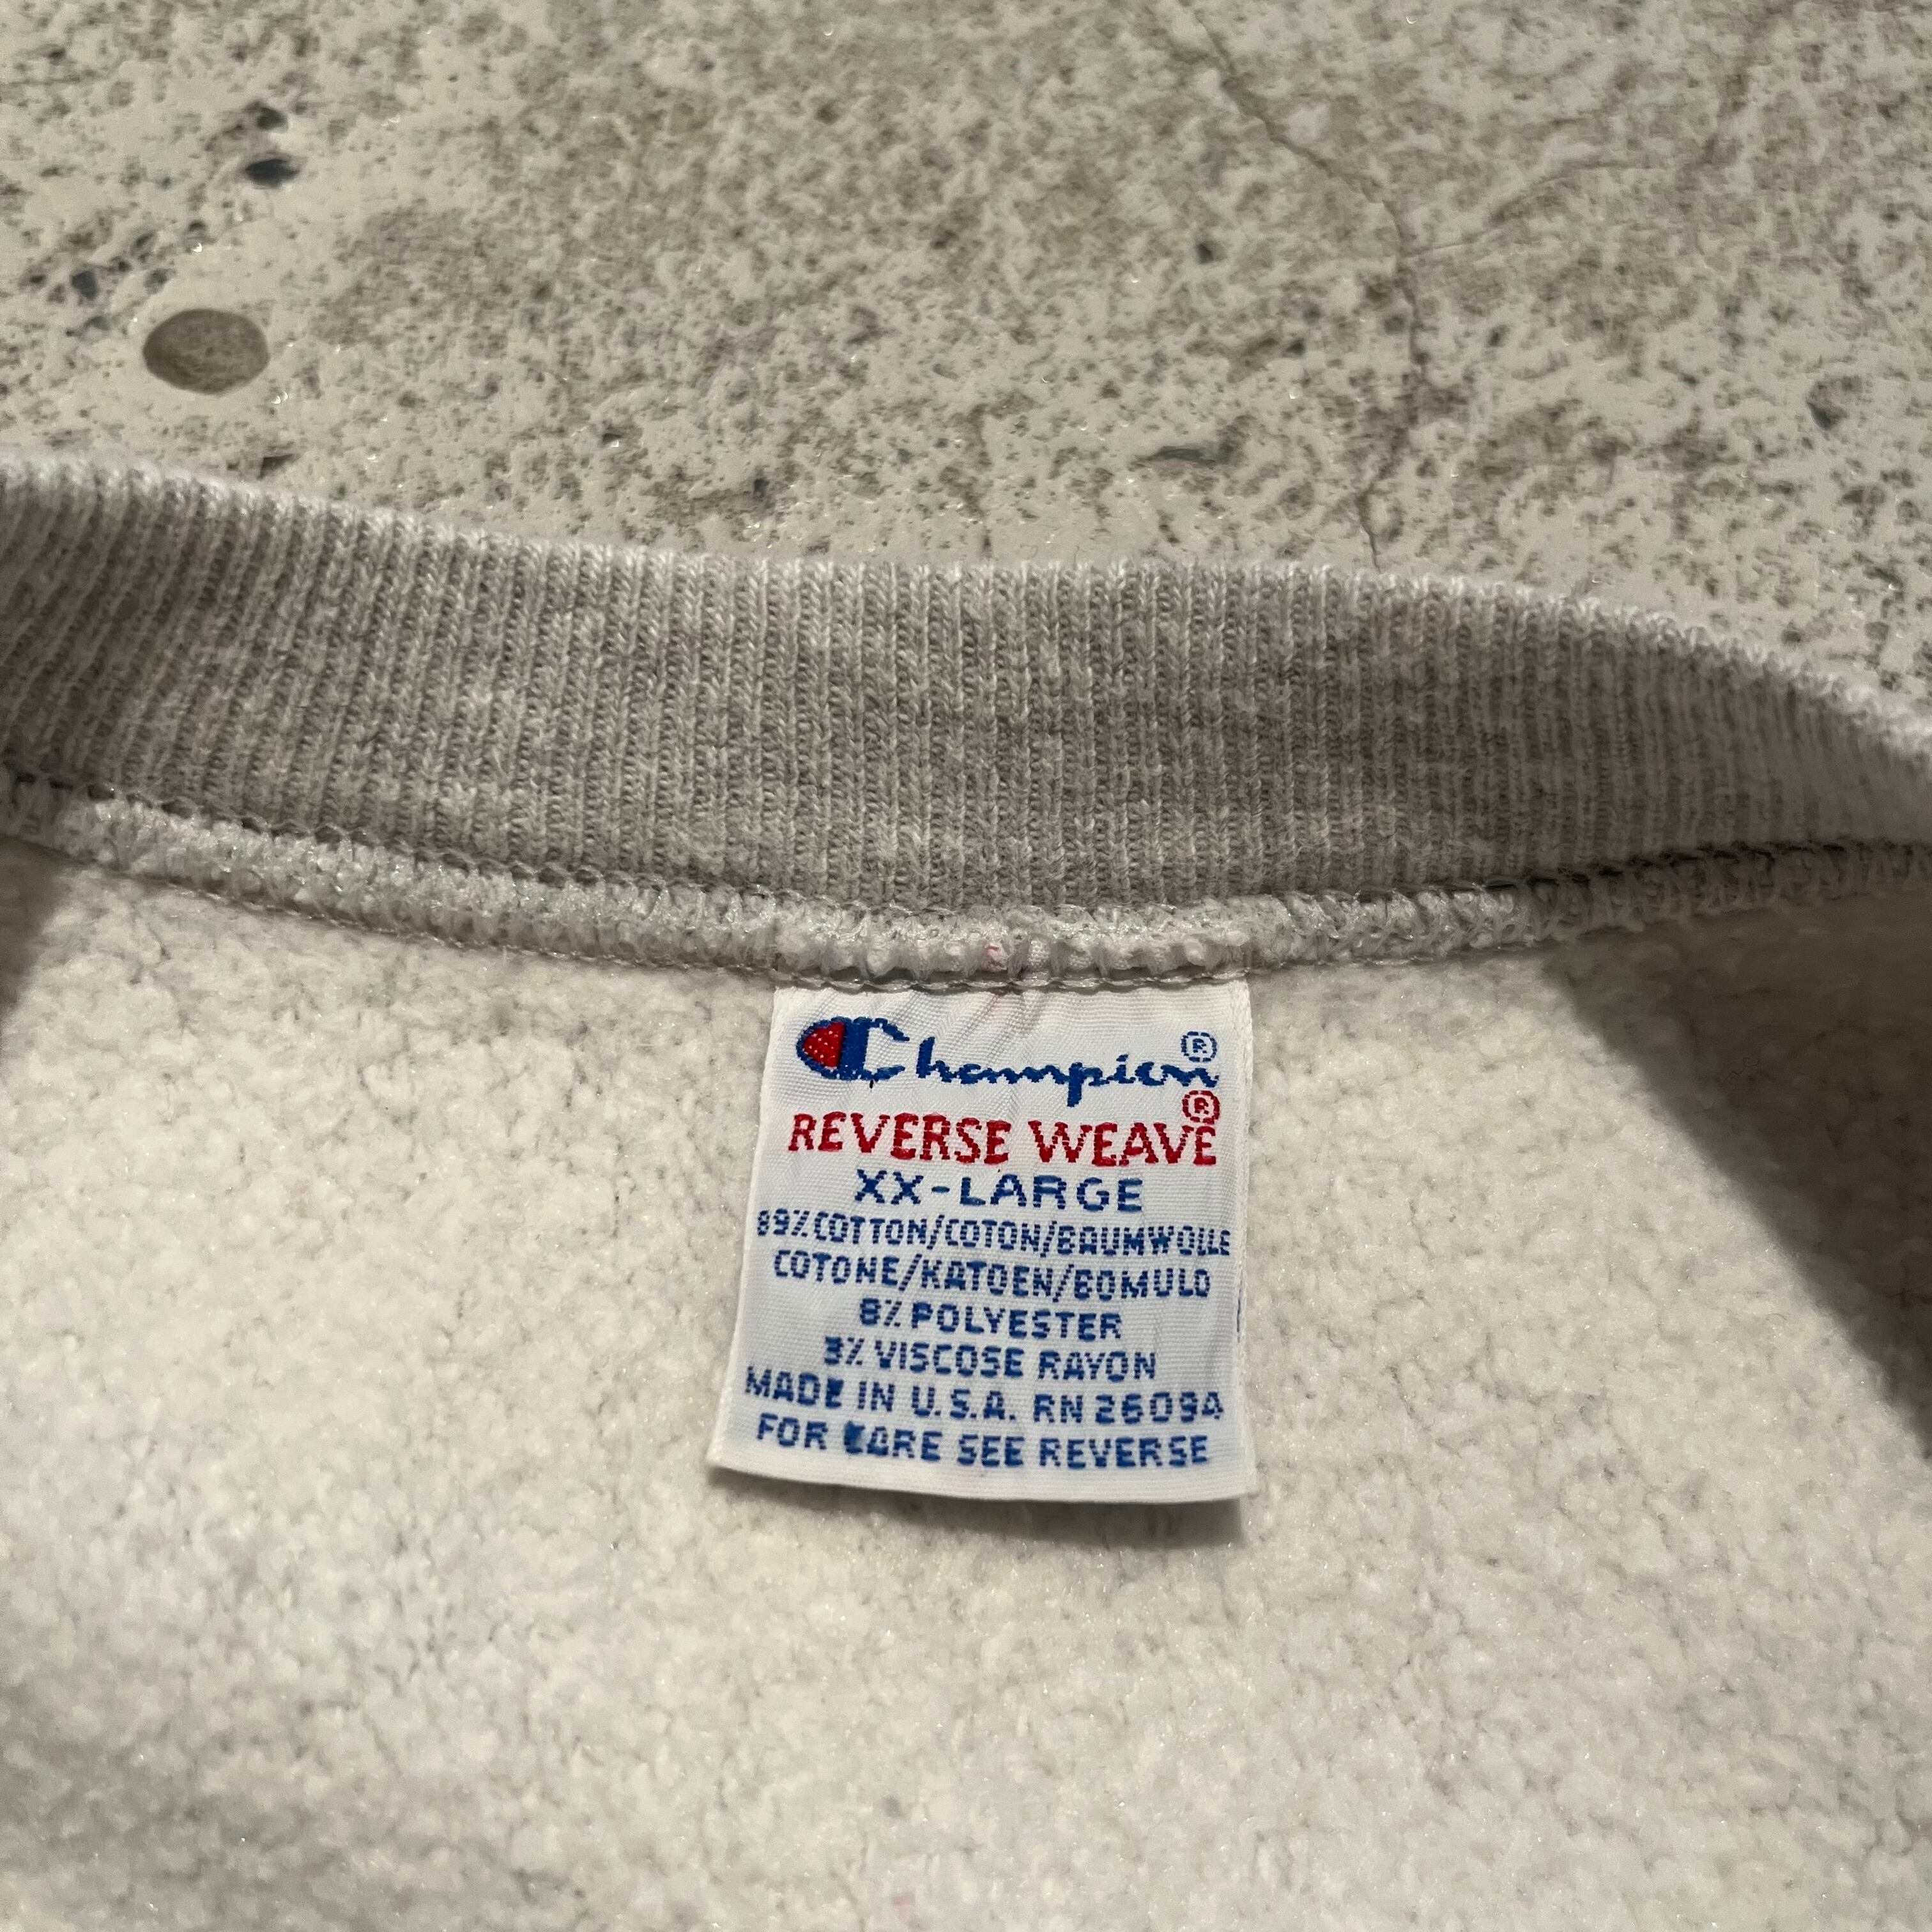 Champion®
REVERSE WEAVE®
XX-LARGE
89% COTTON/COTON/BAUMWOLLE
COTONE/KATOEN/BOMULD
8% POLYESTER
3% VISCOSE RAYON
MADE IN U.S.A. RN 26094
FOR CARE SEE REVERSE